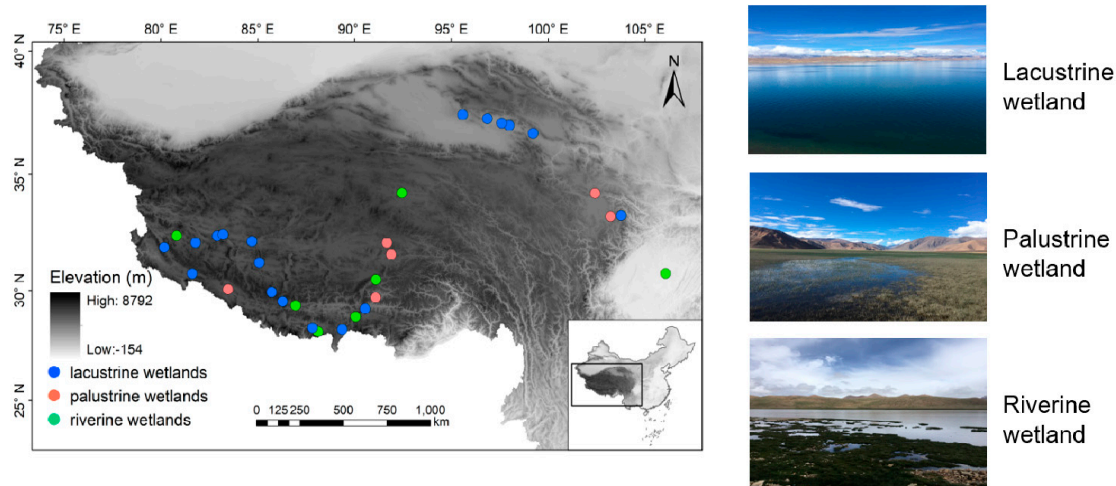 75° E
80° E
85° E
90° E
95° E
100° E
105° E
40° N
35° N
30° N
25° N
N
Elevation (m)
High: 8792
Low:-154
lacustrine wetlands
palustrine wetlands
riverine wetlands
0 125 250 500 750 1,000
km
Lacustrine
wetland
Palustrine
wetland
Riverine
wetland